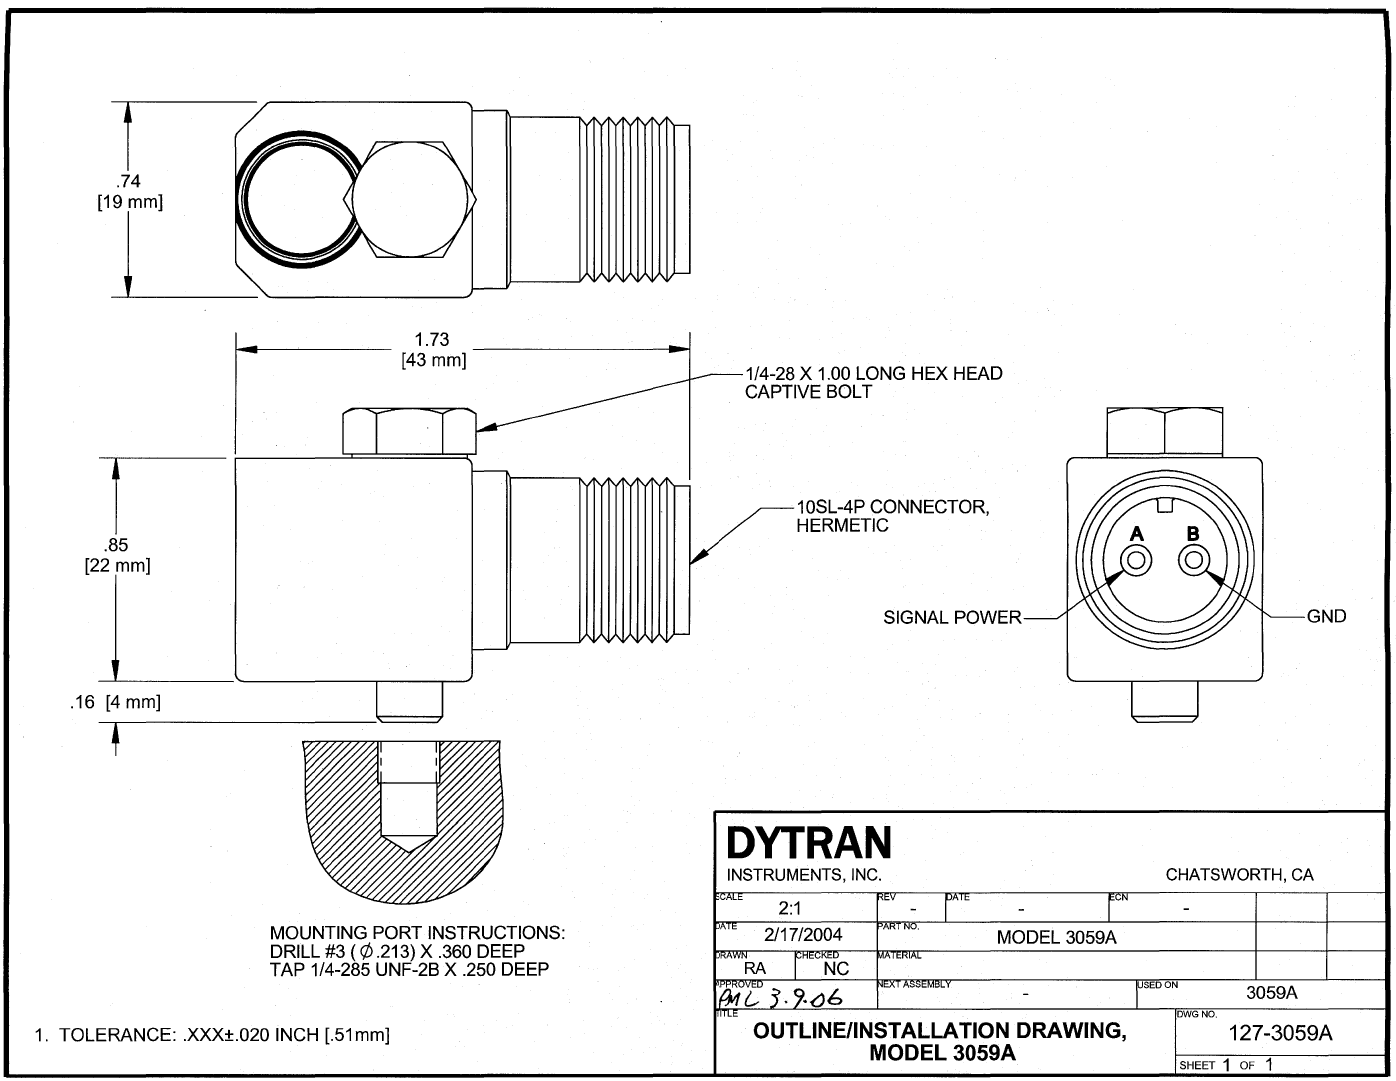 .74
[19 mm]
1.73
[43 mm]
1/4-28 X 1.00 LONG HEX HEAD
CAPTIVE BOLT
.85
[22 mm]
10SL-4P CONNECTOR,
HERMETIC
A B
SIGNAL POWER
GND
.16 [4 mm]
MOUNTING PORT INSTRUCTIONS:
DRILL #3 (∅.213) X .360 DEEP
TAP 1/4-285 UNF-2B X .250 DEEP
1. TOLERANCE: .XXX±.020 INCH [.51mm]
DYTRAN
INSTRUMENTS, INC.
CHATSWORTH, CA
SCALE
2:1
REV
-
DATE
-
ECN
-
DATE
2/17/2004
PART NO.
MODEL 3059A
DRAWN
RA
CHECKED
NC
MATERIAL
APPROVED
PML 3.9.06
NEXT ASSEMBLY
-
USED ON
3059A
TITLE
OUTLINE/INSTALLATION DRAWING,
MODEL 3059A
DWG NO.
127-3059A
SHEET 1 OF 1